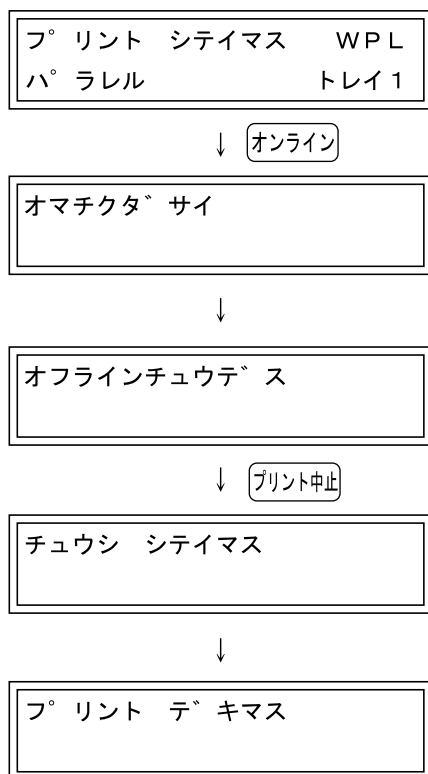 プ リント シテイマス WPL
パ ラレル トレイ1
↓ オンライン
オマチクダ サイ
↓
オフラインチュウデ ス
↓ プリント中止
チュウシ シテイマス
↓
プ リント デ キマス